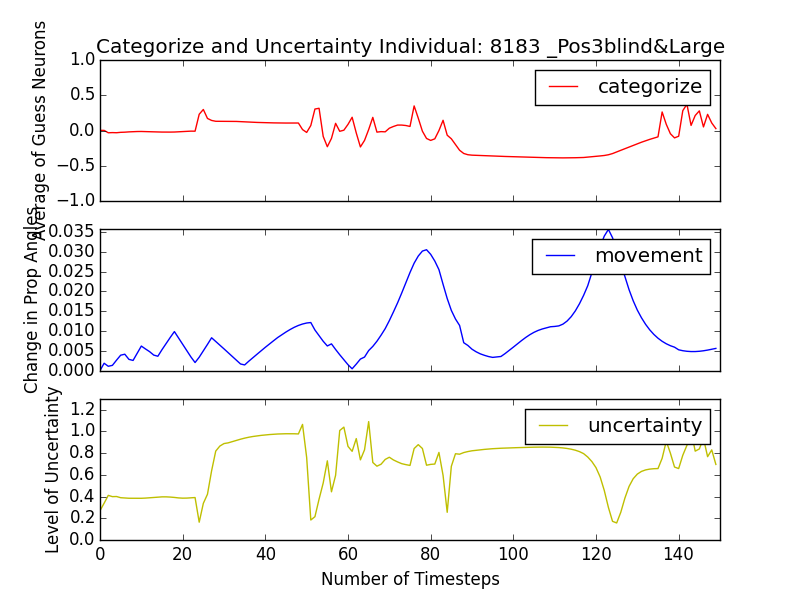 Categorize and Uncertainty Individual: 8183 _Pos3blind&Large
Average of Guess Neurons
1.0
0.5
0.0
−0.5
−1.0
categorize
Change in Prop Angles
0.035
0.030
0.025
0.020
0.015
0.010
0.005
0.000
movement
Level of Uncertainty
1.2
1.0
0.8
0.6
0.4
0.2
0.0
uncertainty
0 20 40 60 80 100 120 140
Number of Timesteps